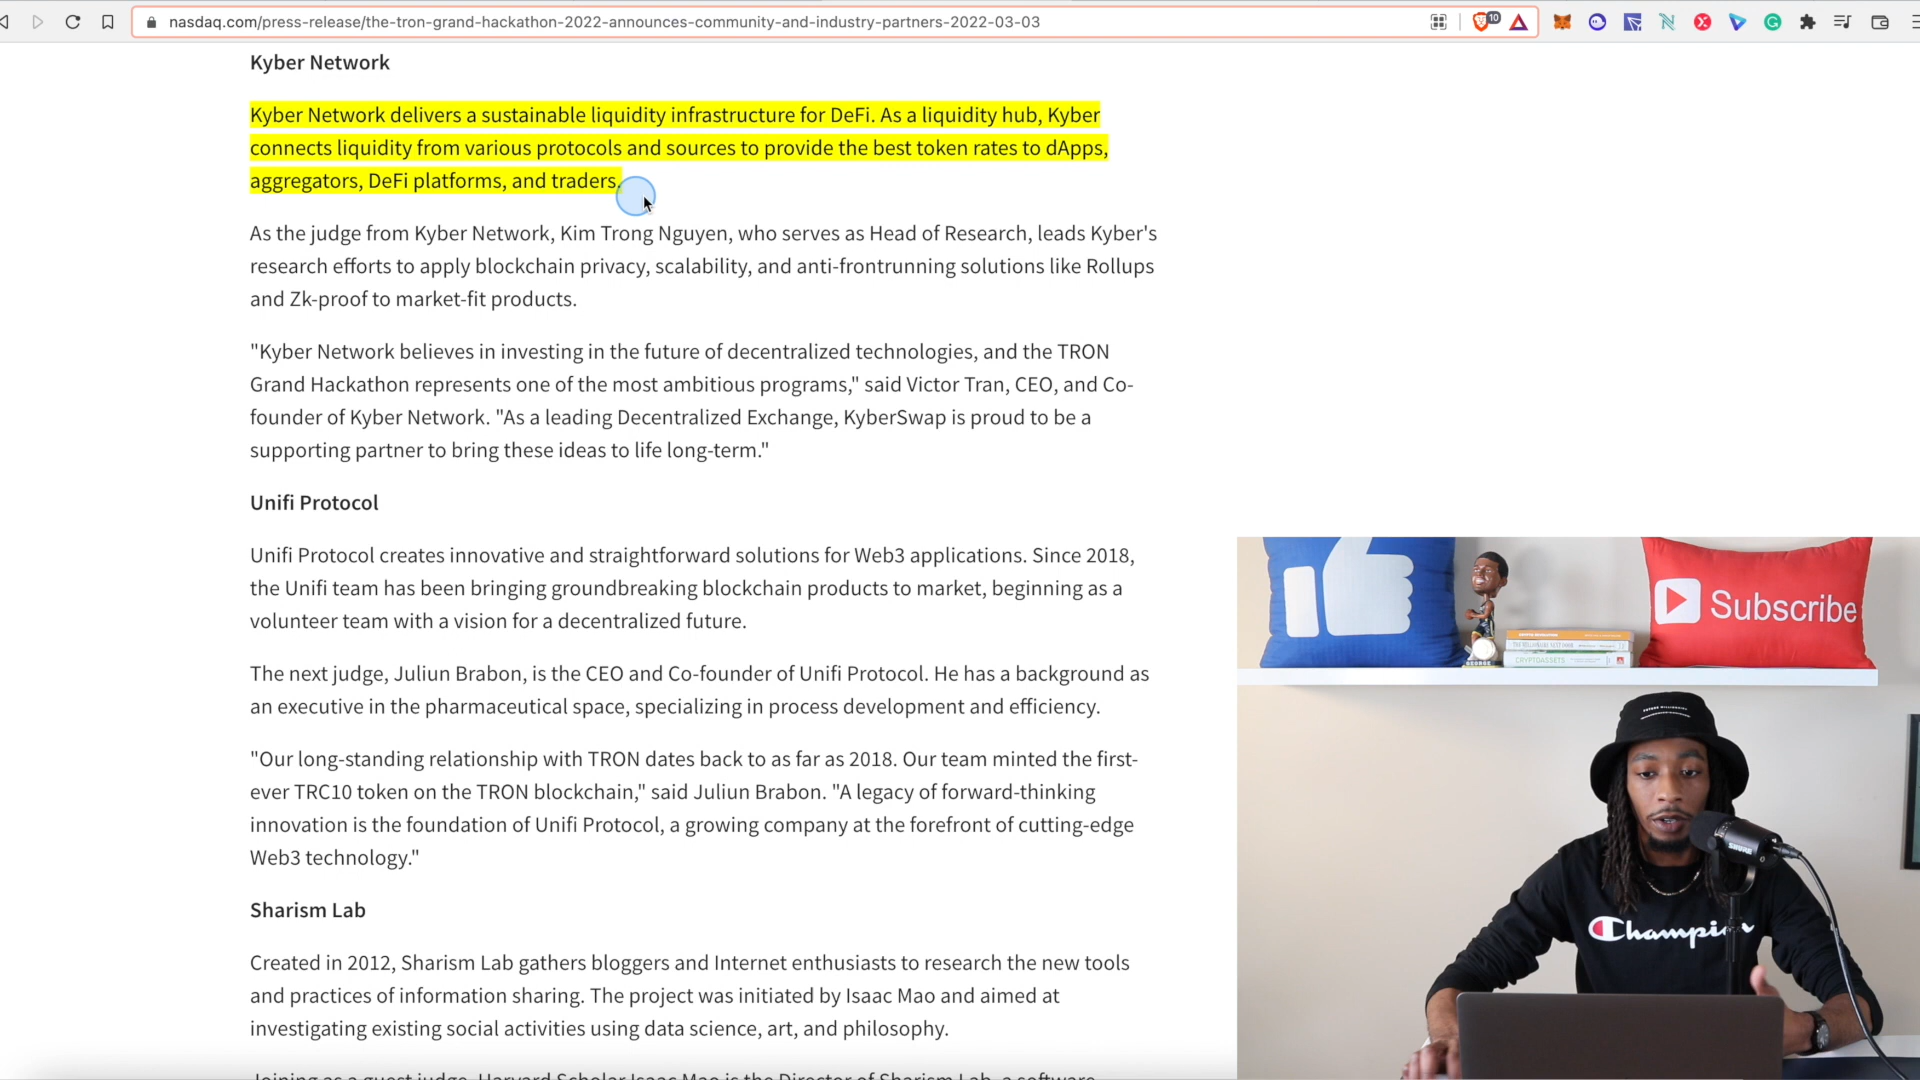 nasdaq.com/press-release/the-tron-grand-hackathon-2022-announces-community-and-industry-partners-2022-03-03
10
Kyber Network
Kyber Network delivers a sustainable liquidity infrastructure for DeFi. As a liquidity hub, Kyber
connects liquidity from various protocols and sources to provide the best token rates to dApps,
aggregators, DeFi platforms, and traders.
As the judge from Kyber Network, Kim Trong Nguyen, who serves as Head of Research, leads Kyber's
research efforts to apply blockchain privacy, scalability, and anti-frontrunning solutions like Rollups
and Zk-proof to market-fit products.
"Kyber Network believes in investing in the future of decentralized technologies, and the TRON
Grand Hackathon represents one of the most ambitious programs," said Victor Tran, CEO, and Co-
founder of Kyber Network. "As a leading Decentralized Exchange, KyberSwap is proud to be a
supporting partner to bring these ideas to life long-term."
Unifi Protocol
Unifi Protocol creates innovative and straightforward solutions for Web3 applications. Since 2018,
the Unifi team has been bringing groundbreaking blockchain products to market, beginning as a
volunteer team with a vision for a decentralized future.
The next judge, Juliun Brabon, is the CEO and Co-founder of Unifi Protocol. He has a background as
an executive in the pharmaceutical space, specializing in process development and efficiency.
"Our long-standing relationship with TRON dates back to as far as 2018. Our team minted the first-
ever TRC10 token on the TRON blockchain," said Juliun Brabon. "A legacy of forward-thinking
innovation is the foundation of Unifi Protocol, a growing company at the forefront of cutting-edge
Web3 technology."
Sharism Lab
Created in 2012, Sharism Lab gathers bloggers and Internet enthusiasts to research the new tools
and practices of information sharing. The project was initiated by Isaac Mao and aimed at
investigating existing social activities using data science, art, and philosophy.
Joining as a guest judge, Harvard Scholar Isaac Mao is the Director of Sharism Lab, a software
Subscribe
GEORGE
CRYPTOASSETS
SHURE
Champion